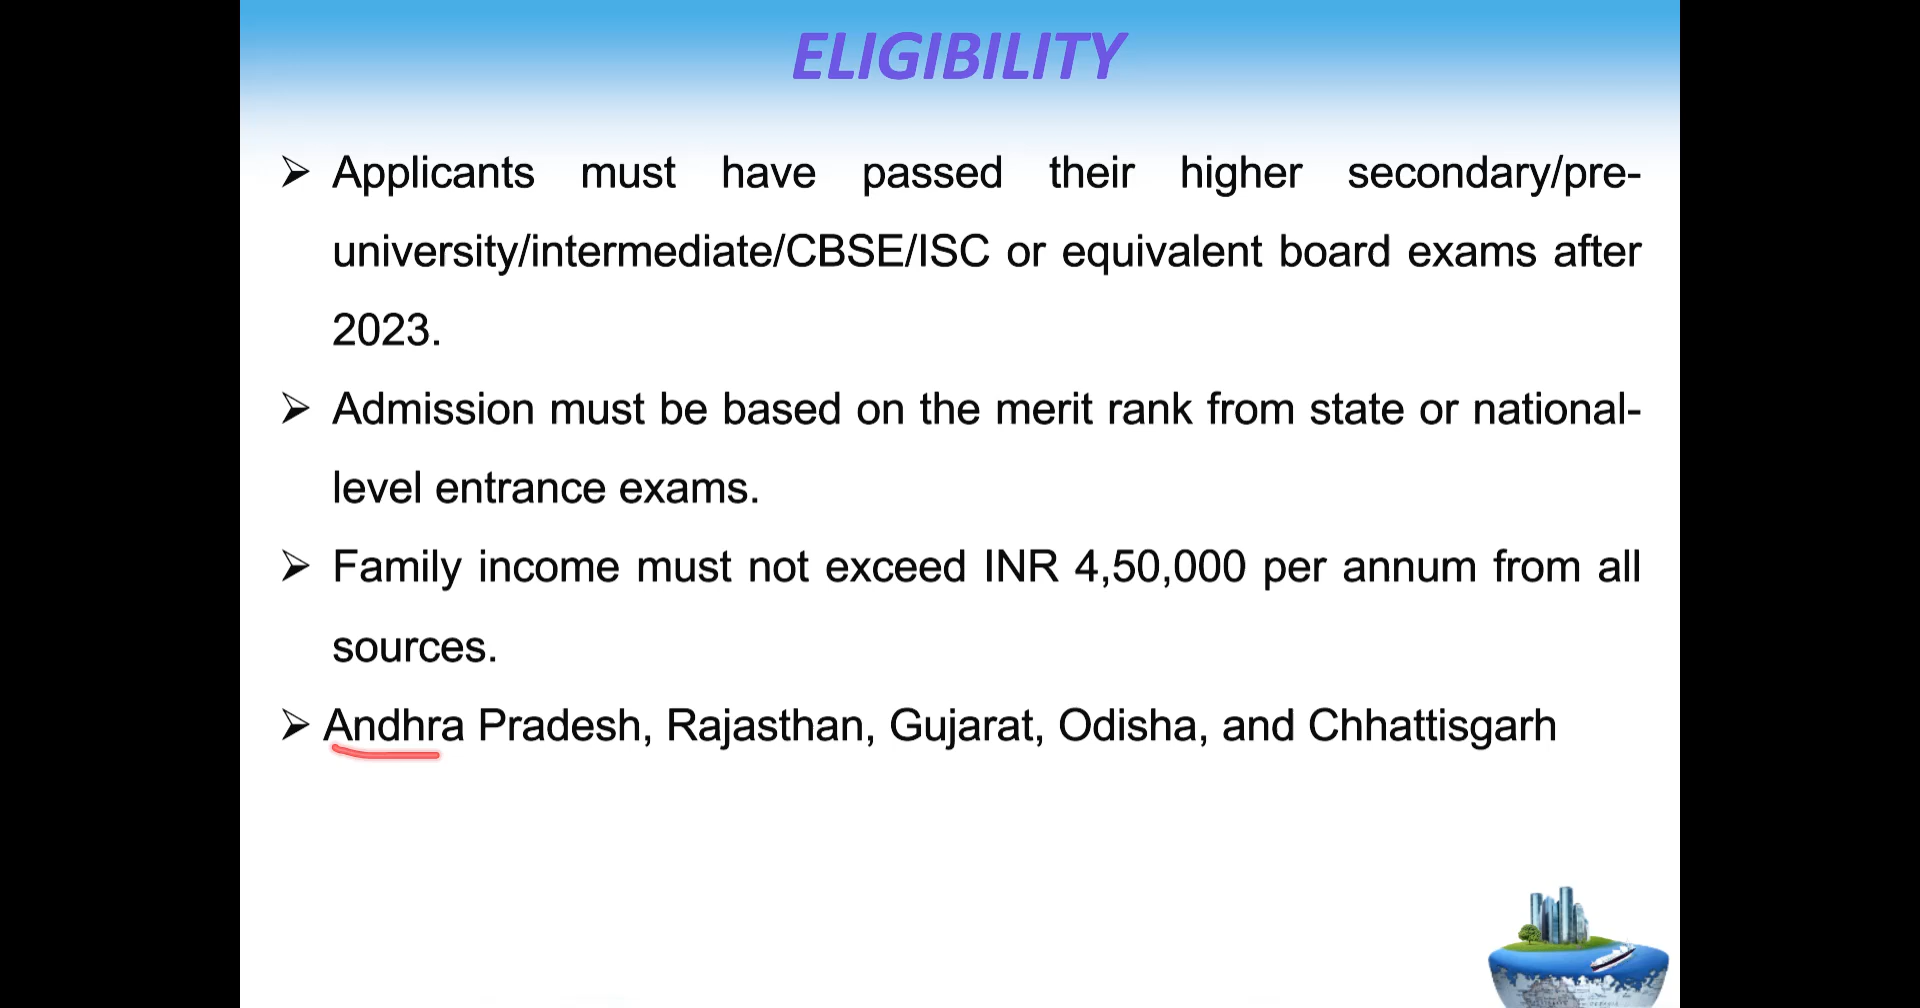 ELIGIBILITY
➢ Applicants must have passed their higher secondary/pre-
university/intermediate/CBSE/ISC or equivalent board exams after
2023.
➢ Admission must be based on the merit rank from state or national-
level entrance exams.
➢ Family income must not exceed INR 4,50,000 per annum from all
sources.
➢ Andhra Pradesh, Rajasthan, Gujarat, Odisha, and Chhattisgarh